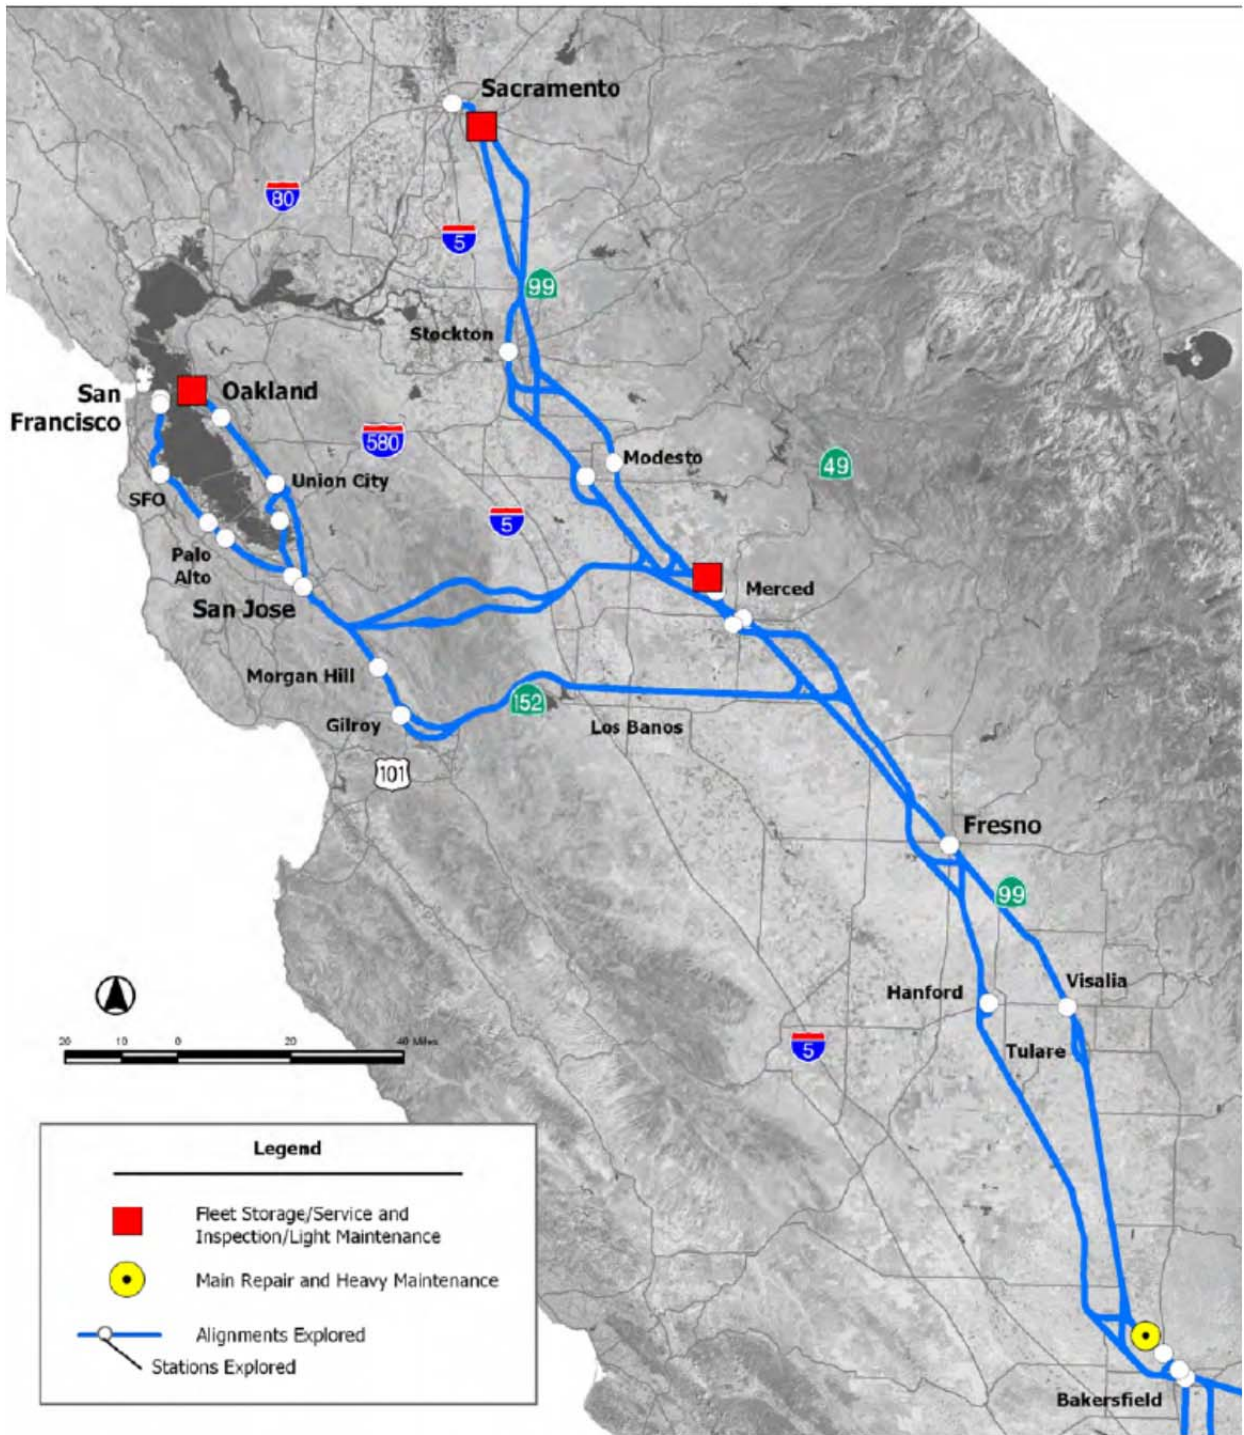 Sacramento
80
5
99
Stockton
San
Francisco
Oakland
580
Modesto
49
Union City
SFO
5
Palo
Alto
Merced
San Jose
Morgan Hill
152
Gilroy
Los Banos
101
Fresno
99
Hanford
Visalia
20 10 0 20 40 Miles
5
Tulare
Legend
Fleet Storage/Service and
Inspection/Light Maintenance
Main Repair and Heavy Maintenance
Alignments Explored
Stations Explored
Bakersfield